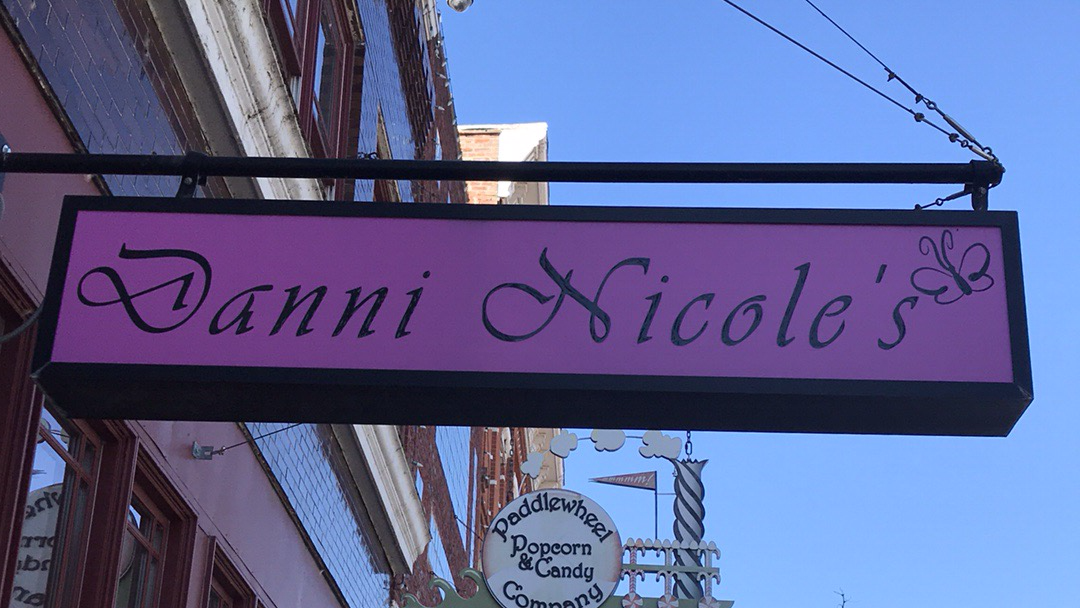 Danni Nicole's
Paddlewheel
Popcorn
& Candy
Company